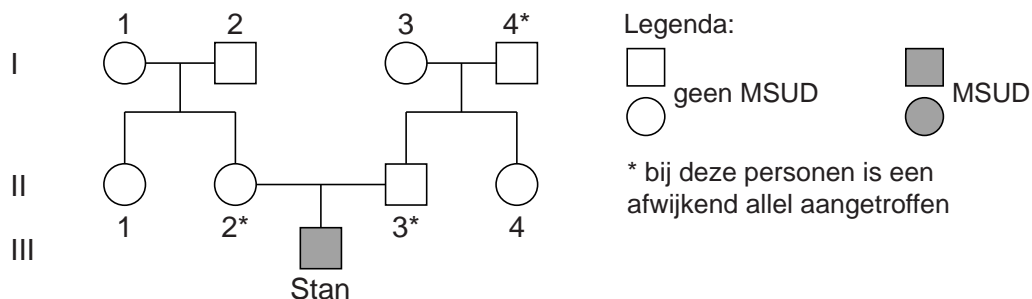 1 2 3 4*
I
Legenda:
geen MSUD
MSUD
II
* bij deze personen is een
afwijkend allel aangetroffen
1 2* 3* 4
III
Stan